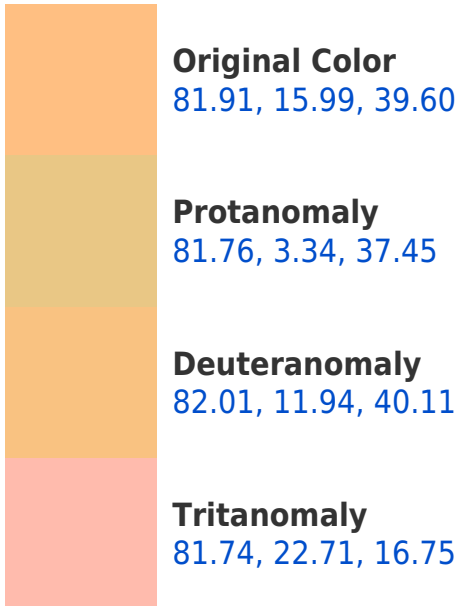 Original Color
81.91, 15.99, 39.60
Protanomaly
81.76, 3.34, 37.45
Deuteranomaly
82.01, 11.94, 40.11
Tritanomaly
81.74, 22.71, 16.75